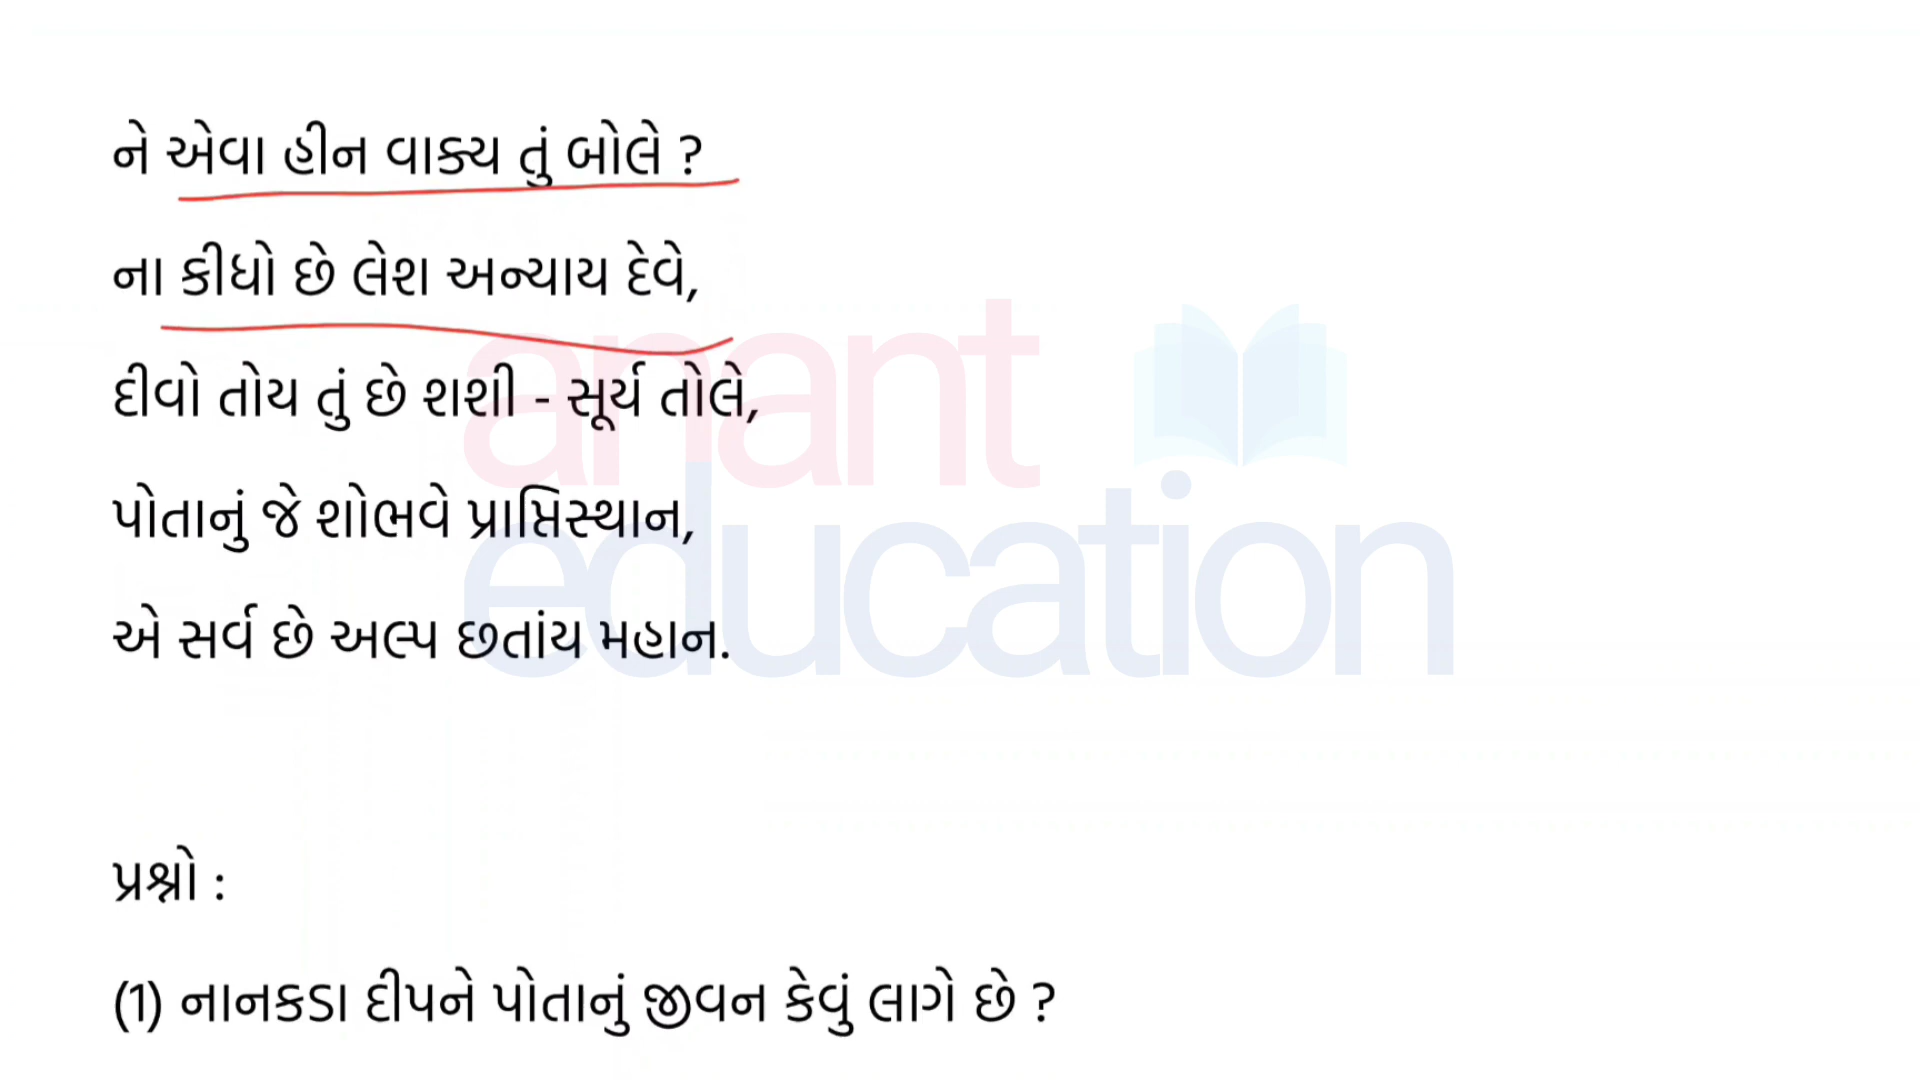 ને એવા હીન વાક્ય તું બોલે ?
ના કીધો છે લેશ અન્યાય દેવે,
દીવો તોય તું છે શશી - સૂર્ય તોલે,
પોતાનું જે શોભવે પ્રાપ્તિસ્થાન,
એ સર્વ છે અલ્પ છતાંય મહાન.
anant
education
પ્રશ્નો :
(1) નાનકડા દીપને પોતાનું જીવન કેવું લાગે છે ?